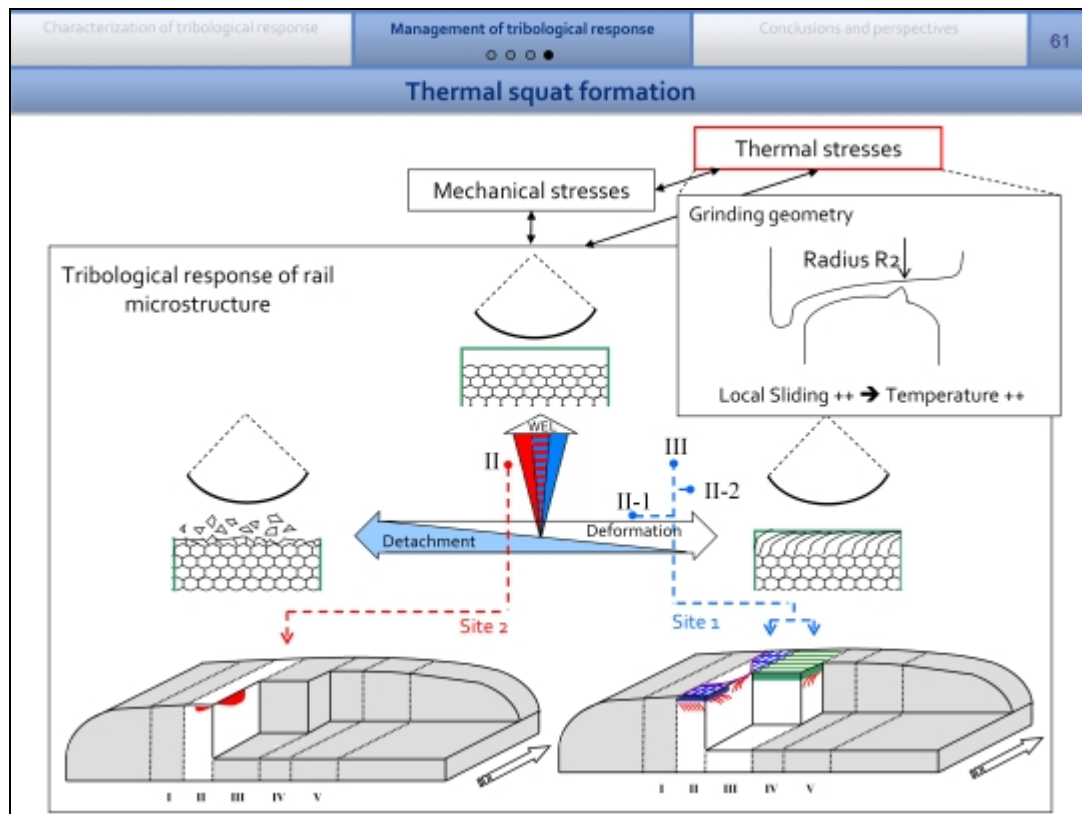 Characterization of tribological response
Management of tribological response
Conclusions and perspectives
61
Thermal squat formation
Thermal stresses
Mechanical stresses
Grinding geometry
Radius R2
Local Sliding ++ ➔ Temperature ++
Tribological response of rail
microstructure
WEL
II
III
II-1
II-2
Deformation
Detachment
Site 2
Site 1
I II III IV V
I II III IV V